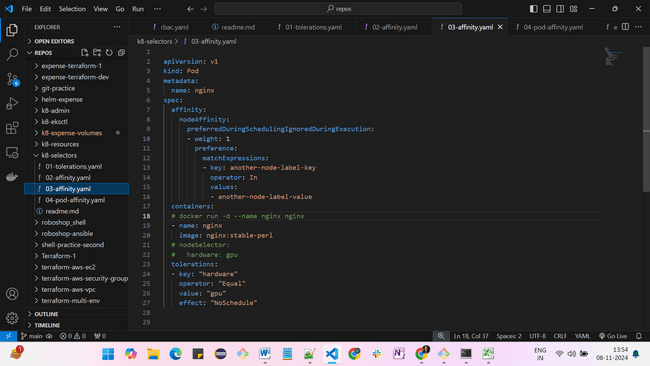 File Edit Selection View Go Run ···
repos
EXPLORER
OPEN EDITORS
REPOS
expense-terraform-1
expense-terraform-dev
git-practice
helm-expense
k8-admin
k8-eksctl
k8-expense-volumes
k8-resources
k8-selectors
01-tolerations.yaml
02-affinity.yaml
03-affinity.yaml
04-pod-affinity.yaml
readme.md
roboshop_shell
roboshop-ansible
shell-practice-second
Terraform-1
terraform-aws-ec2
terraform-aws-security-group
terraform-aws-vpc
terraform-multi-env
OUTLINE
TIMELINE
rbac.yaml readme.md 01-tolerations.yaml 02-affinity.yaml 03-affinity.yaml 04-pod-affinity.yaml
k8-selectors > 03-affinity.yaml
1
2 apiVersion: v1
3 kind: Pod
4 metadata:
5 name: nginx
6 spec:
7 affinity:
8 nodeAffinity:
9 preferredDuringSchedulingIgnoredDuringExecution:
10 - weight: 1
11 preference:
12 matchExpressions:
13 - key: another-node-label-key
14 operator: In
15 values:
16 - another-node-label-value
17 containers:
18 # docker run -d --name nginx nginx
19 - name: nginx
20 image: nginx:stable-perl
21 # nodeSelector:
22 # hardware: gpu
23 tolerations:
24 - key: "hardware"
25 operator: "Equal"
26 value: "gpu"
27 effect: "NoSchedule"
28
29
main 0 0 0 Ln 18, Col 37 Spaces: 2 UTF-8 CRLF YAML Go Live
ENG
IN
13:54
08-11-2024